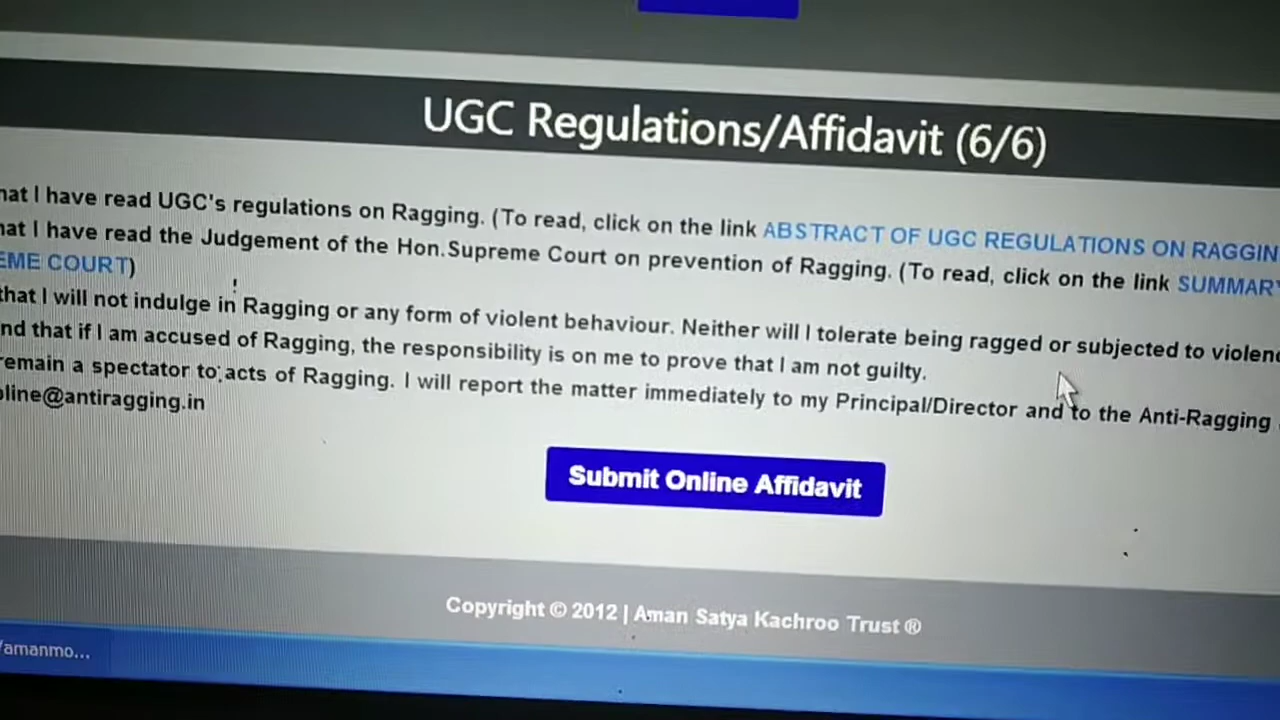 UGC Regulations/Affidavit (6/6)
hat I have read UGC's regulations on Ragging. (To read, click on the link ABSTRACT OF UGC REGULATIONS ON RAGGIN
hat I have read the Judgement of the Hon.Supreme Court on prevention of Ragging. (To read, click on the link SUMMARY
EME COURT)
that I will not indulge in Ragging or any form of violent behaviour. Neither will I tolerate being ragged or subjected to violenc
nd that if I am accused of Ragging, the responsibility is on me to prove that I am not guilty.
remain a spectator to acts of Ragging. I will report the matter immediately to my Principal/Director and to the Anti-Ragging
pline@antiragging.in
Submit Online Affidavit
Copyright © 2012 | Aman Satya Kachroo Trust ®
/amanmo...